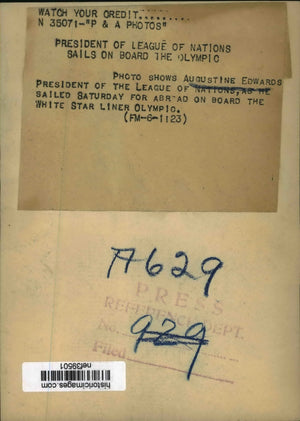 WATCH YOUR CREDIT..........
N 35071-"P & A PHOTOS"
PRESIDENT OF LEAGUE OF NATIONS
SAILS ON BOARD THE OLYMPIC
PHOTO SHOWS AUGUSTINE EDWARDS
PRESIDENT OF THE LEAGUE OF NATIONS, AS HE
SAILED SATURDAY FOR ABROAD ON BOARD THE
WHITE STAR LINER OLYMPIC.
(FM-6-1123)
A629
PRESS
REFERENCE DEPT.
No. 929
Filed
historicimages.com
nef39501